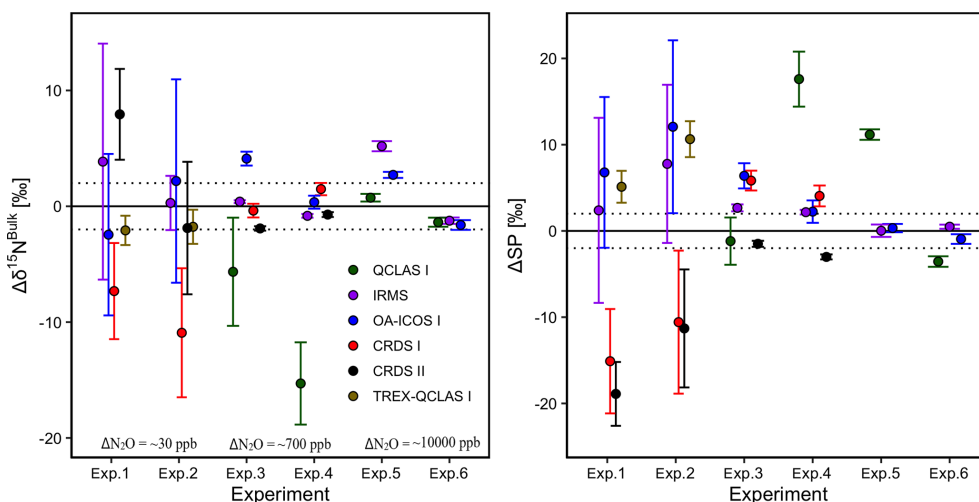 Δδ¹⁵Nᴮᵘˡᵏ [‰]
10
0
-10
-20
QCLAS I
IRMS
OA-ICOS I
CRDS I
CRDS II
TREX-QCLAS I
ΔN₂O = ~30 ppb
ΔN₂O = ~700 ppb
ΔN₂O = ~10000 ppb
Exp.1 Exp.2 Exp.3 Exp.4 Exp.5 Exp.6
Experiment
ΔSP [‰]
20
10
0
-10
-20
Exp.1 Exp.2 Exp.3 Exp.4 Exp.5 Exp.6
Experiment